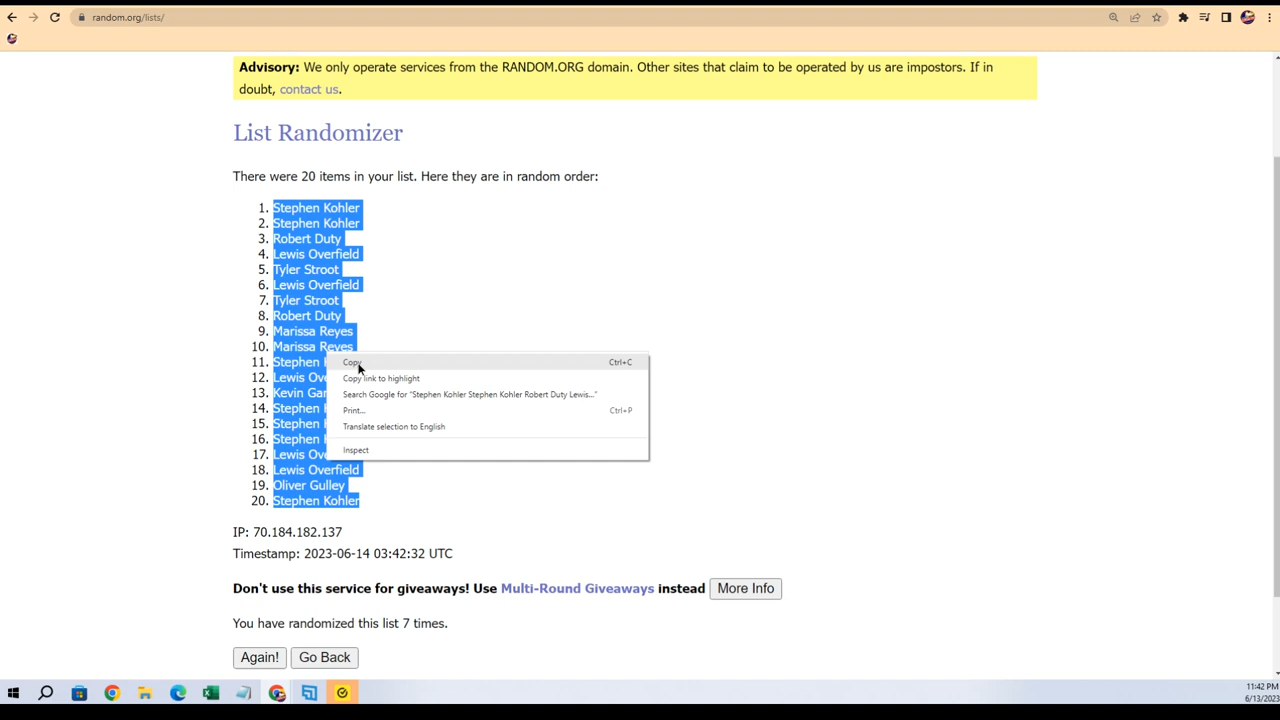 random.org/lists/
Advisory: We only operate services from the RANDOM.ORG domain. Other sites that claim to be operated by us are impostors. If in
doubt, contact us.
List Randomizer
There were 20 items in your list. Here they are in random order:
1. Stephen Kohler
2. Stephen Kohler
3. Robert Duty
4. Lewis Overfield
5. Tyler Stroot
6. Lewis Overfield
7. Tyler Stroot
8. Robert Duty
9. Marissa Reyes
10. Marissa Reyes
11. Stephen
12. Lewis
13. Kevin
14. Stephen
15. Stephen
16. Stephen
17. Lewis
18. Lewis Overfield
19. Oliver Gulley
20. Stephen Kohler
Copy Ctrl+C
Copy link to highlight
Search Google for "Stephen Kohler Stephen Kohler Robert Duty Lewis..."
Print... Ctrl+P
Translate selection to English
Inspect
IP: 70.184.182.137
Timestamp: 2023-06-14 03:42:32 UTC
Don't use this service for giveaways! Use Multi-Round Giveaways instead More Info
You have randomized this list 7 times.
Again! Go Back
11:42 PM
6/13/2023